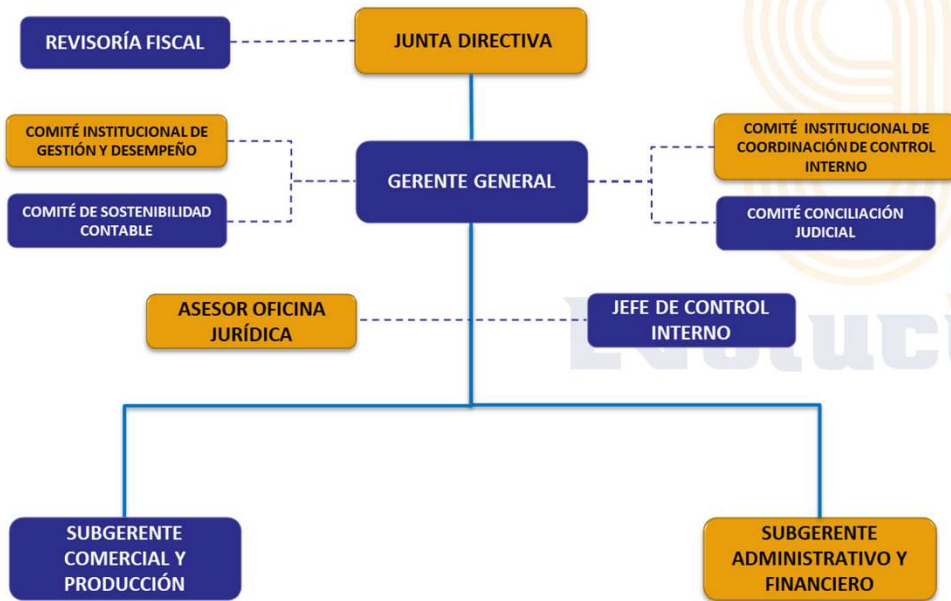 REVISORÍA FISCAL
JUNTA DIRECTIVA
COMITÉ INSTITUCIONAL DE
GESTIÓN Y DESEMPEÑO
COMITÉ DE SOSTENIBILIDAD
CONTABLE
GERENTE GENERAL
COMITÉ INSTITUCIONAL DE
COORDINACIÓN DE CONTROL
INTERNO
COMITÉ CONCILIACIÓN
JUDICIAL
ASESOR OFICINA
JURÍDICA
JEFE DE CONTROL
INTERNO
SUBGERENTE
COMERCIAL Y
PRODUCCIÓN
SUBGERENTE
ADMINISTRATIVO Y
FINANCIERO